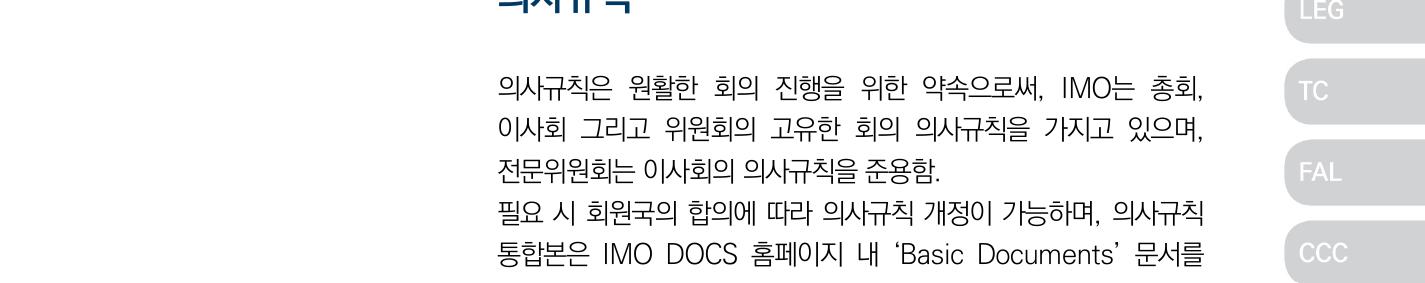 의사규칙
LEG
의사규칙은 원활한 회의 진행을 위한 약속으로써, IMO는 총회,
이사회 그리고 위원회의 고유한 회의 의사규칙을 가지고 있으며,
전문위원회는 이사회의 의사규칙을 준용함.
필요 시 회원국의 합의에 따라 의사규칙 개정이 가능하며, 의사규칙
통합본은 IMO DOCS 홈페이지 내 ‘Basic Documents’ 문서를
TC
FAL
CCC